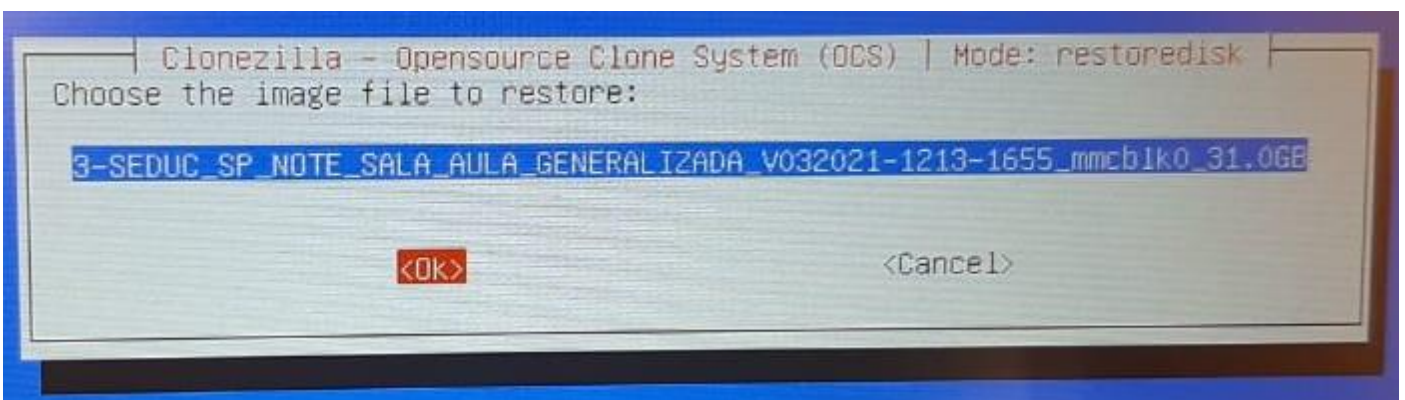 Clonezilla - Opensource Clone System (OCS) | Mode: restoredisk
Choose the image file to restore:
3-SEDUC_SP_NOTE_SALA_AULA_GENERALIZADA_V032021-1213-1655_mmcblk0_31.0GB
<Ok> <Cancel>